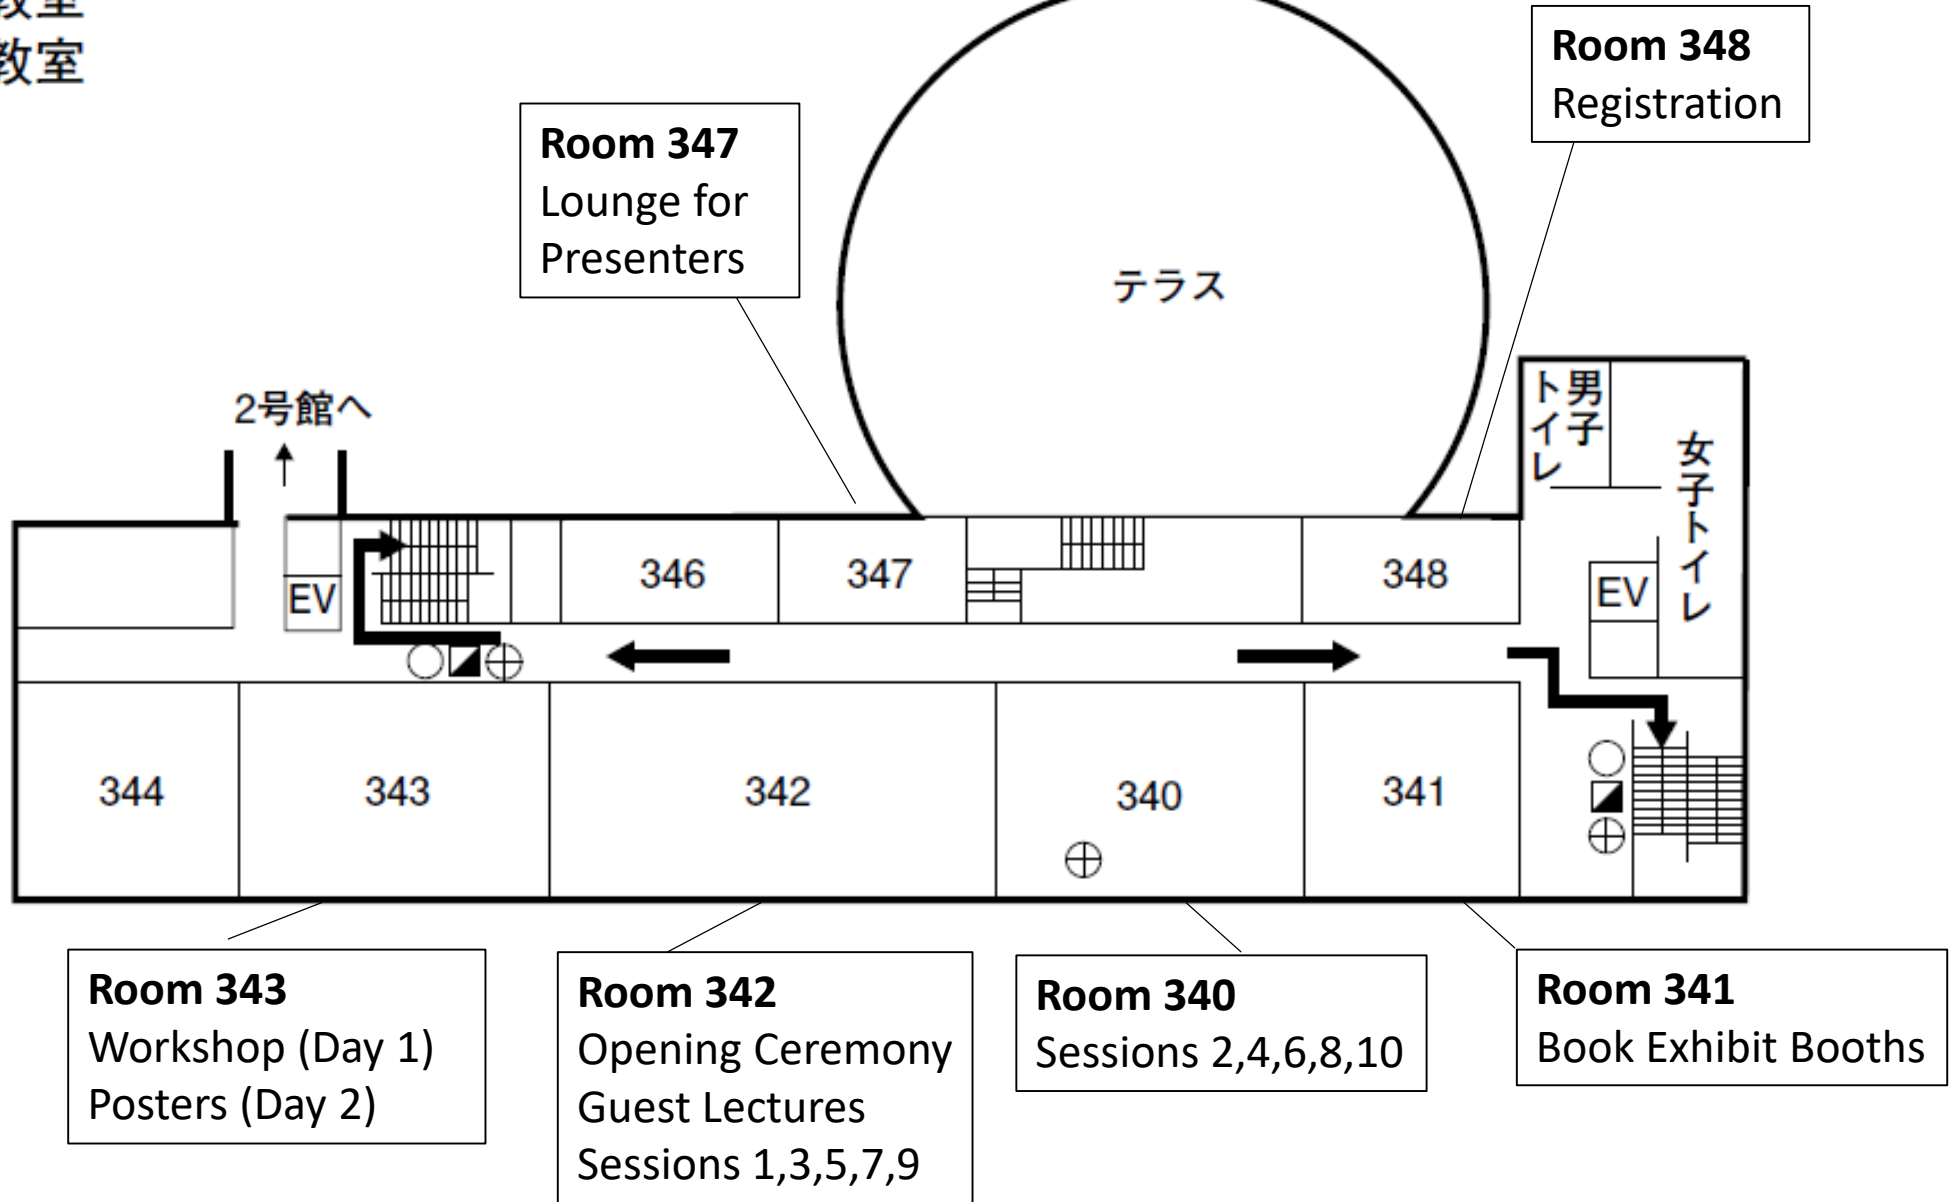 教室
教室
Room 348
Registration
Room 347
Lounge for
Presenters
テラス
2号館へ
男子
トイレ
女子トイレ
EV
346
347
348
EV
344
343
342
340
341
Room 343
Workshop (Day 1)
Posters (Day 2)
Room 342
Opening Ceremony
Guest Lectures
Sessions 1,3,5,7,9
Room 340
Sessions 2,4,6,8,10
Room 341
Book Exhibit Booths